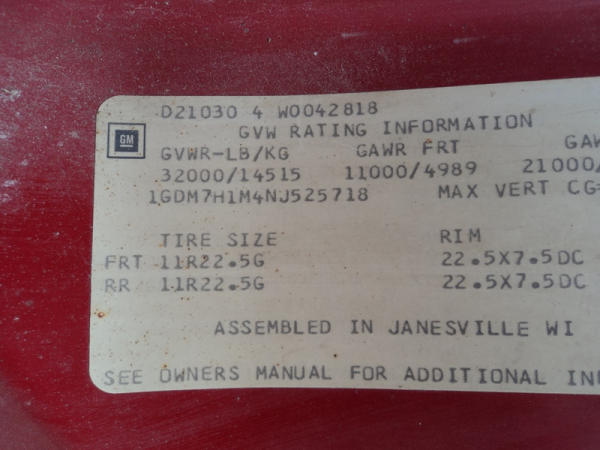 D21030 4 W0042818
GVW RATING INFORMATION
GM
GVWR-LB/KG GAWR FRT GAW
32000/14515 11000/4989 21000/
1GDM7H1M4NJ525718 MAX VERT CG=
TIRE SIZE RIM
FRT 11R22.5G 22.5X7.5DC
RR 11R22.5G 22.5X7.5DC
ASSEMBLED IN JANESVILLE WI
SEE OWNERS MANUAL FOR ADDITIONAL